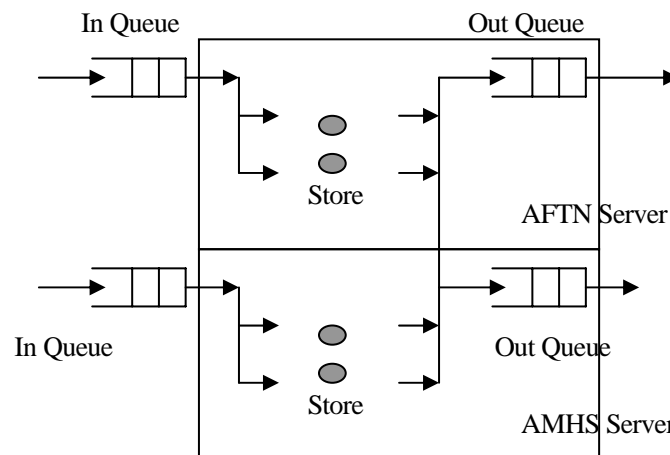 In Queue
Out Queue
Store
AFTN Server
In Queue
Out Queue
Store
AMHS Server